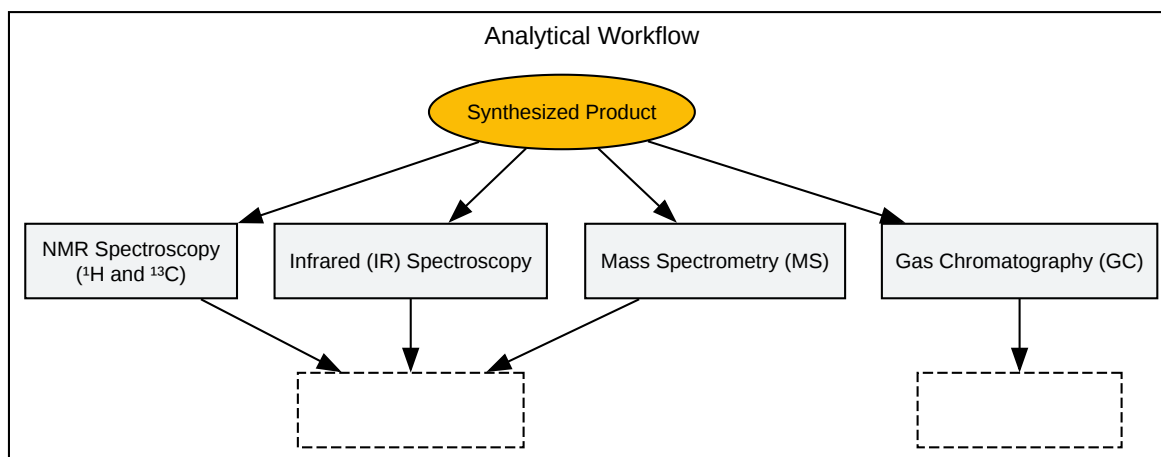 Analytical Workflow
Synthesized Product
NMR Spectroscopy
(¹H and ¹³C)
Infrared (IR) Spectroscopy
Mass Spectrometry (MS)
Gas Chromatography (GC)